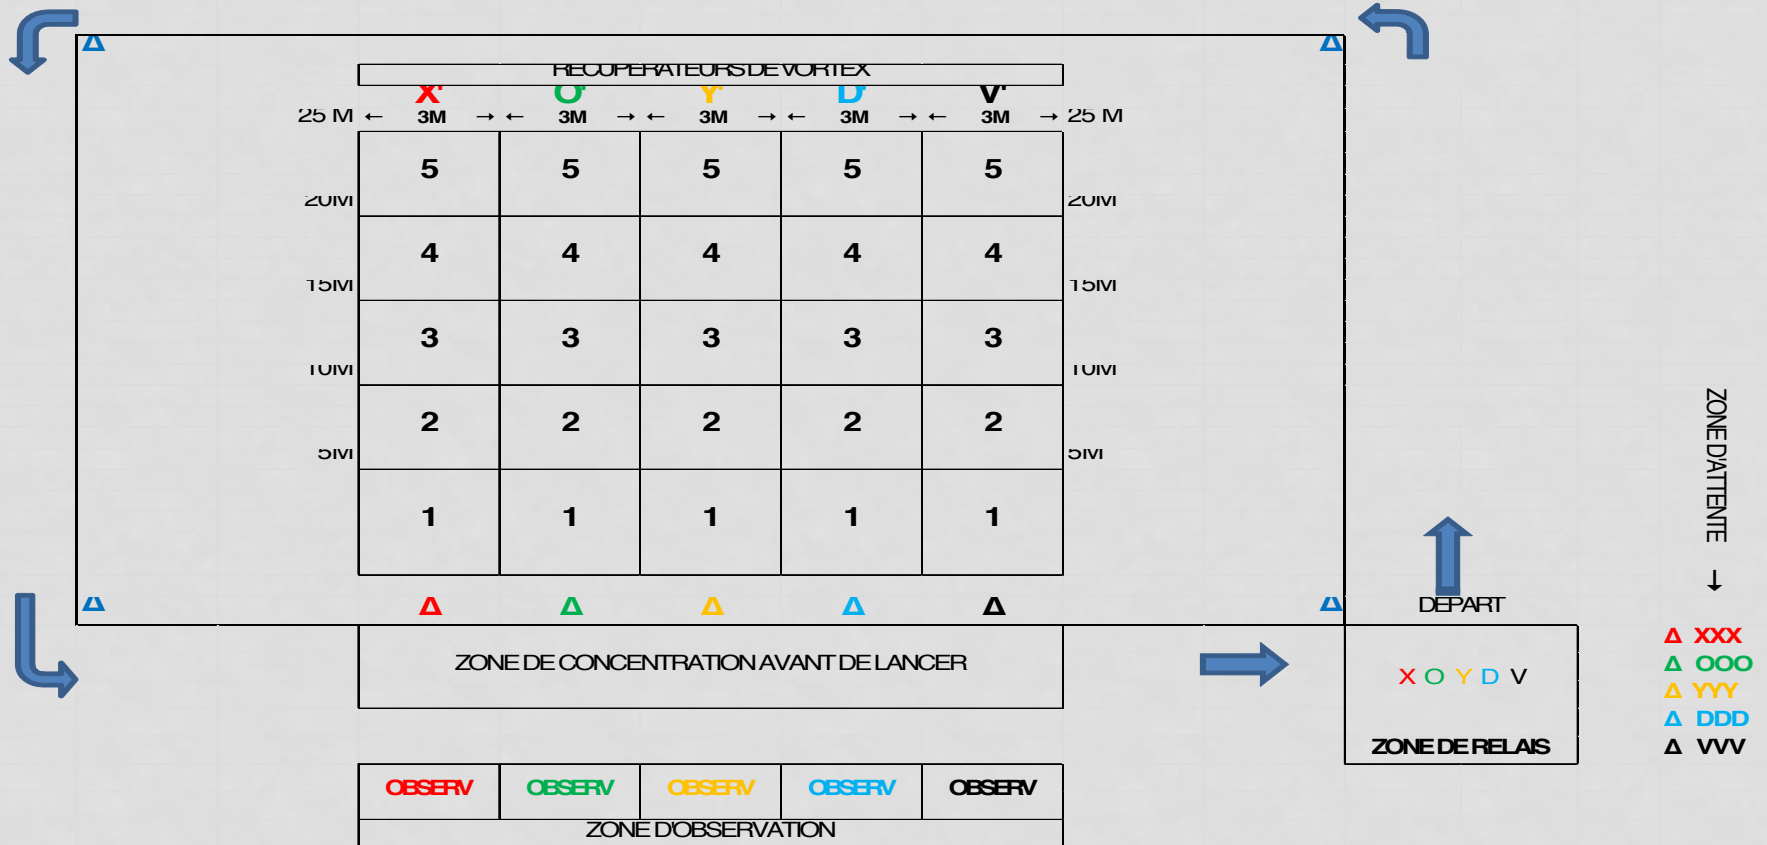 Δ Δ
RECUPERATEURS DE VORTEX
X' O' Y' D' V'
25 M ← 3M → ← 3M → ← 3M → ← 3M → ← 3M → 25 M
5 5 5 5 5
20M 20M
4 4 4 4 4
15M 15M
3 3 3 3 3
10M 10M
2 2 2 2 2
5M 5M
1 1 1 1 1
ZONE D'ATTENTE ↓
Δ Δ Δ Δ Δ Δ Δ
DEPART
ZONE DE CONCENTRATION AVANT DE LANCER
X O Y D V
ZONE DE RELAIS
Δ XXX
Δ OOO
Δ YYY
Δ DDD
Δ VVV
OBSERV OBSERV OBSERV OBSERV OBSERV
ZONE D'OBSERVATION